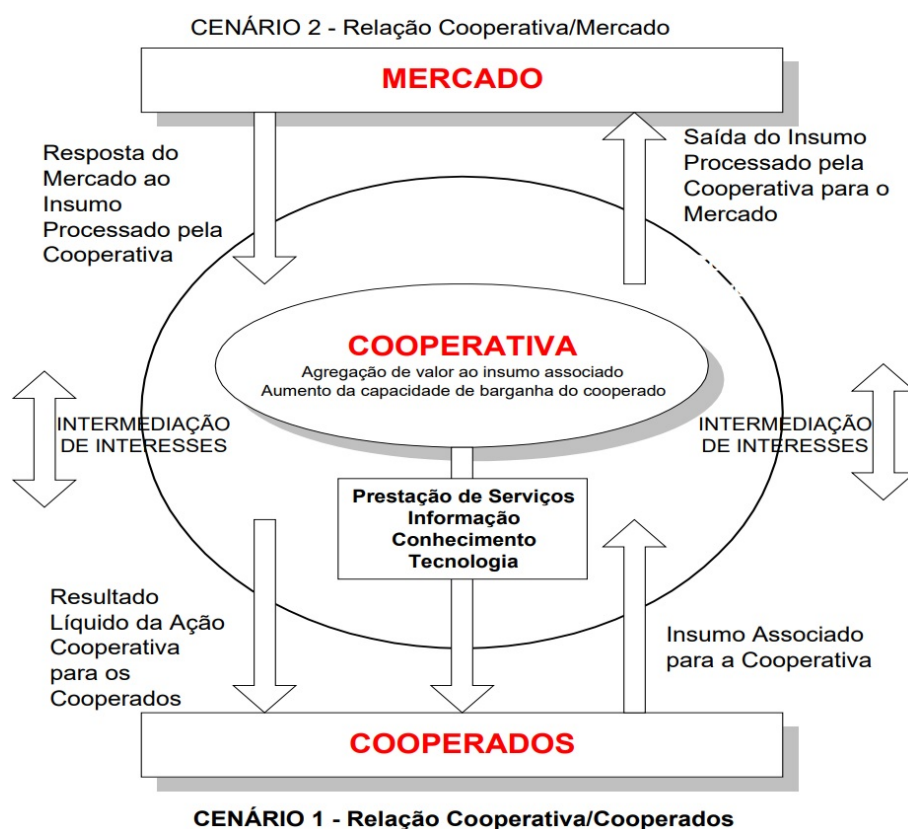 CENÁRIO 2 - Relação Cooperativa/Mercado
MERCADO
Resposta do
Mercado ao
Insumo
Processado pela
Cooperativa
Saída do Insumo
Processado pela
Cooperativa para o
Mercado
COOPERATIVA
Agregação de valor ao insumo associado
Aumento da capacidade de barganha do cooperado
INTERMEDIAÇÃO
DE INTERESSES
INTERMEDIAÇÃO
DE INTERESSES
Prestação de Serviços
Informação
Conhecimento
Tecnologia
Resultado
Líquido da Ação
Cooperativa
para os
Cooperados
Insumo Associado
para a Cooperativa
COOPERADOS
CENÁRIO 1 - Relação Cooperativa/Cooperados